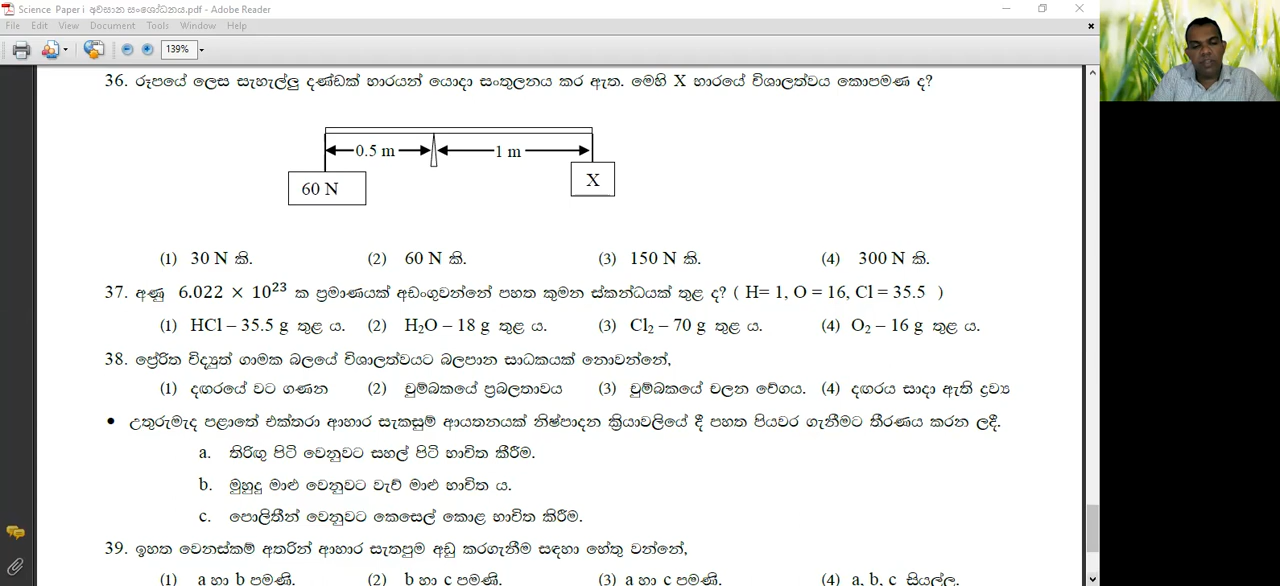 Science Paper i අවසාන සංශෝධනය.pdf - Adobe Reader
File Edit View Document Tools Window Help
139%
36. රූපයේ ලෙස සැහැල්ලු දණ්ඩක් භාරයන් යොදා සංතුලනය කර ඇත. මෙහි X භාරයේ විශාලත්වය කොපමණ ද?
0.5 m 1 m
60 N X
(1) 30 N කි. (2) 60 N කි. (3) 150 N කි. (4) 300 N කි.
37. අණු 6.022 × 10²³ ක ප්‍රමාණයක් අඩංගුවන්නේ පහත කුමන ස්කන්ධයක් තුළ ද? ( H= 1, O = 16, Cl = 35.5 )
(1) HCl – 35.5 g තුළ ය. (2) H₂O – 18 g තුළ ය. (3) Cl₂ – 70 g තුළ ය. (4) O₂ – 16 g තුළ ය.
38. ප්‍රේරිත විද්‍යුත් ගාමක බලයේ විශාලත්වයට බලපාන සාධකයක් නොවන්නේ,
(1) දඟරයේ වට ගණන (2) චුම්බකයේ ප්‍රබලතාවය (3) චුම්බකයේ චලන වේගය. (4) දඟරය සාදා ඇති ද්‍රව්‍ය
• උතුරුමැද පළාතේ එක්තරා ආහාර සැකසුම් ආයතනයක් නිෂ්පාදන ක්‍රියාවලියේ දී පහත පියවර ගැනීමට තීරණය කරන ලදී.
a. තිරිඟු පිටි වෙනුවට සහල් පිටි භාවිත කිරීම.
b. මුහුදු මාළු වෙනුවට වැව් මාළු භාවිත ය.
c. පොලිතීන් වෙනුවට කෙසෙල් කොළ භාවිත කිරීම.
39. ඉහත වෙනස්කම් අතරින් ආහාර සැතපුම අඩු කරගැනීම සඳහා හේතු වන්නේ,
(1) a හා b පමණි. (2) b හා c පමණි. (3) a හා c පමණි. (4) a, b, c සියල්ල.